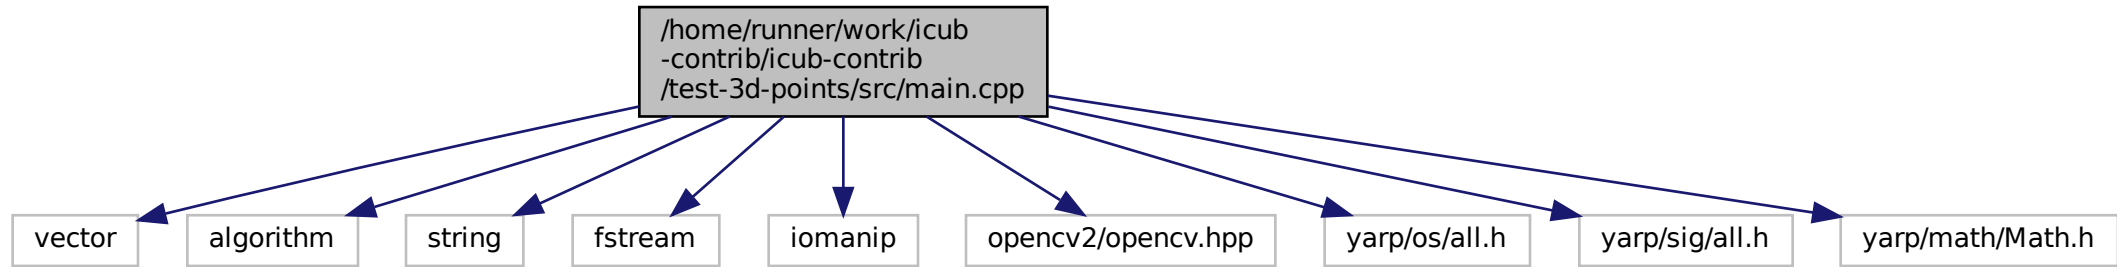 /home/runner/work/icub
-contrib/icub-contrib
/test-3d-points/src/main.cpp
vector
algorithm
string
fstream
iomanip
opencv2/opencv.hpp
yarp/os/all.h
yarp/sig/all.h
yarp/math/Math.h